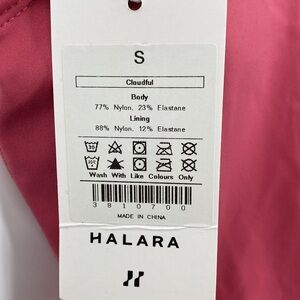 S
Cloudful
Body
77% Nylon, 23% Elastane
Lining
88% Nylon, 12% Elastane
30
Wash With Like Colours Only
3810700
MADE IN CHINA
HALARA